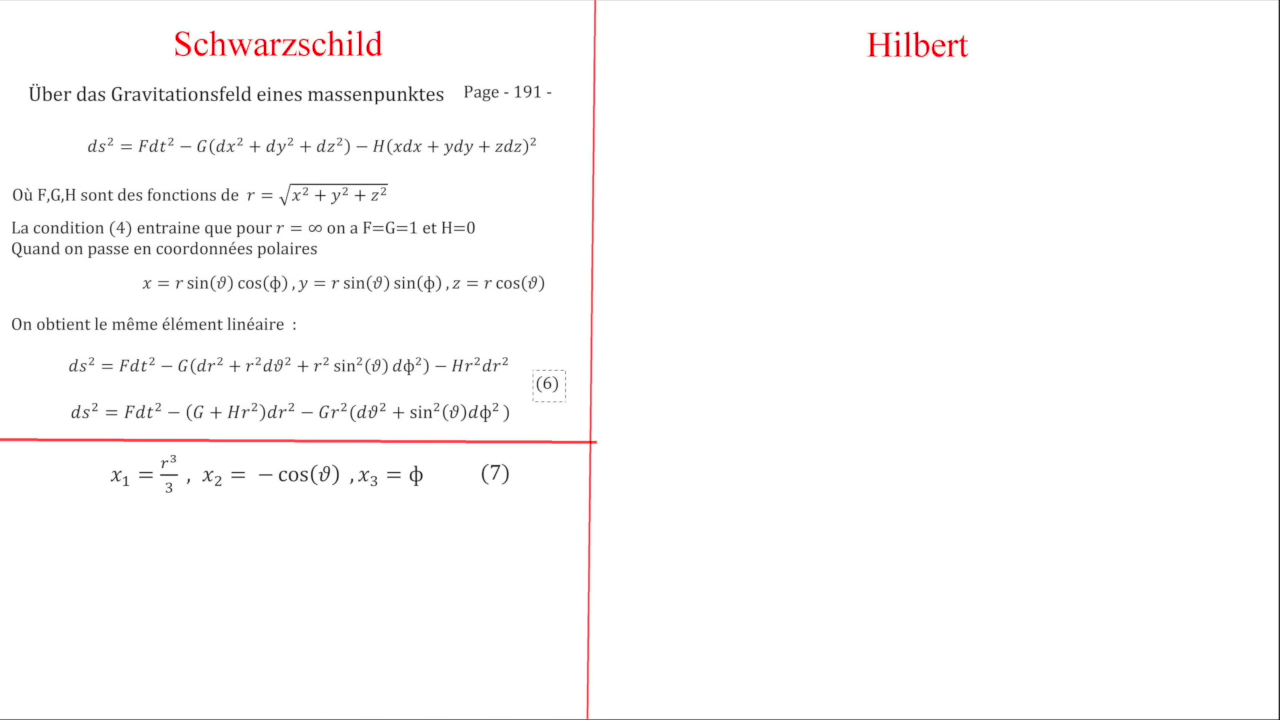 Schwarzschild
Über das Gravitationsfeld eines massenpunktes Page - 191 -
ds² = Fdt² − G(dx² + dy² + dz²) − H(xdx + ydy + zdz)²
Où F,G,H sont des fonctions de r = √(x² + y² + z²)
La condition (4) entraine que pour r = ∞ on a F=G=1 et H=0
Quand on passe en coordonnées polaires
x = r sin(ϑ) cos(ϕ) , y = r sin(ϑ) sin(ϕ) , z = r cos(ϑ)
On obtient le même élément linéaire :
ds² = Fdt² − G(dr² + r²dϑ² + r² sin²(ϑ) dϕ²) − Hr²dr²
(6)
ds² = Fdt² − (G + Hr²)dr² − Gr²(dϑ² + sin²(ϑ)dϕ² )
x₁ = r³/3 , x₂ = − cos(ϑ) , x₃ = ϕ (7)
Hilbert